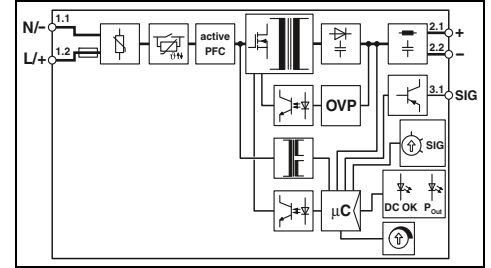 N/- 1.1
L/+ 1.2
ϑ
active
PFC
2.1 +
2.2 –
OVP
3.1 SIG
SIG
µC
DC OK P Out